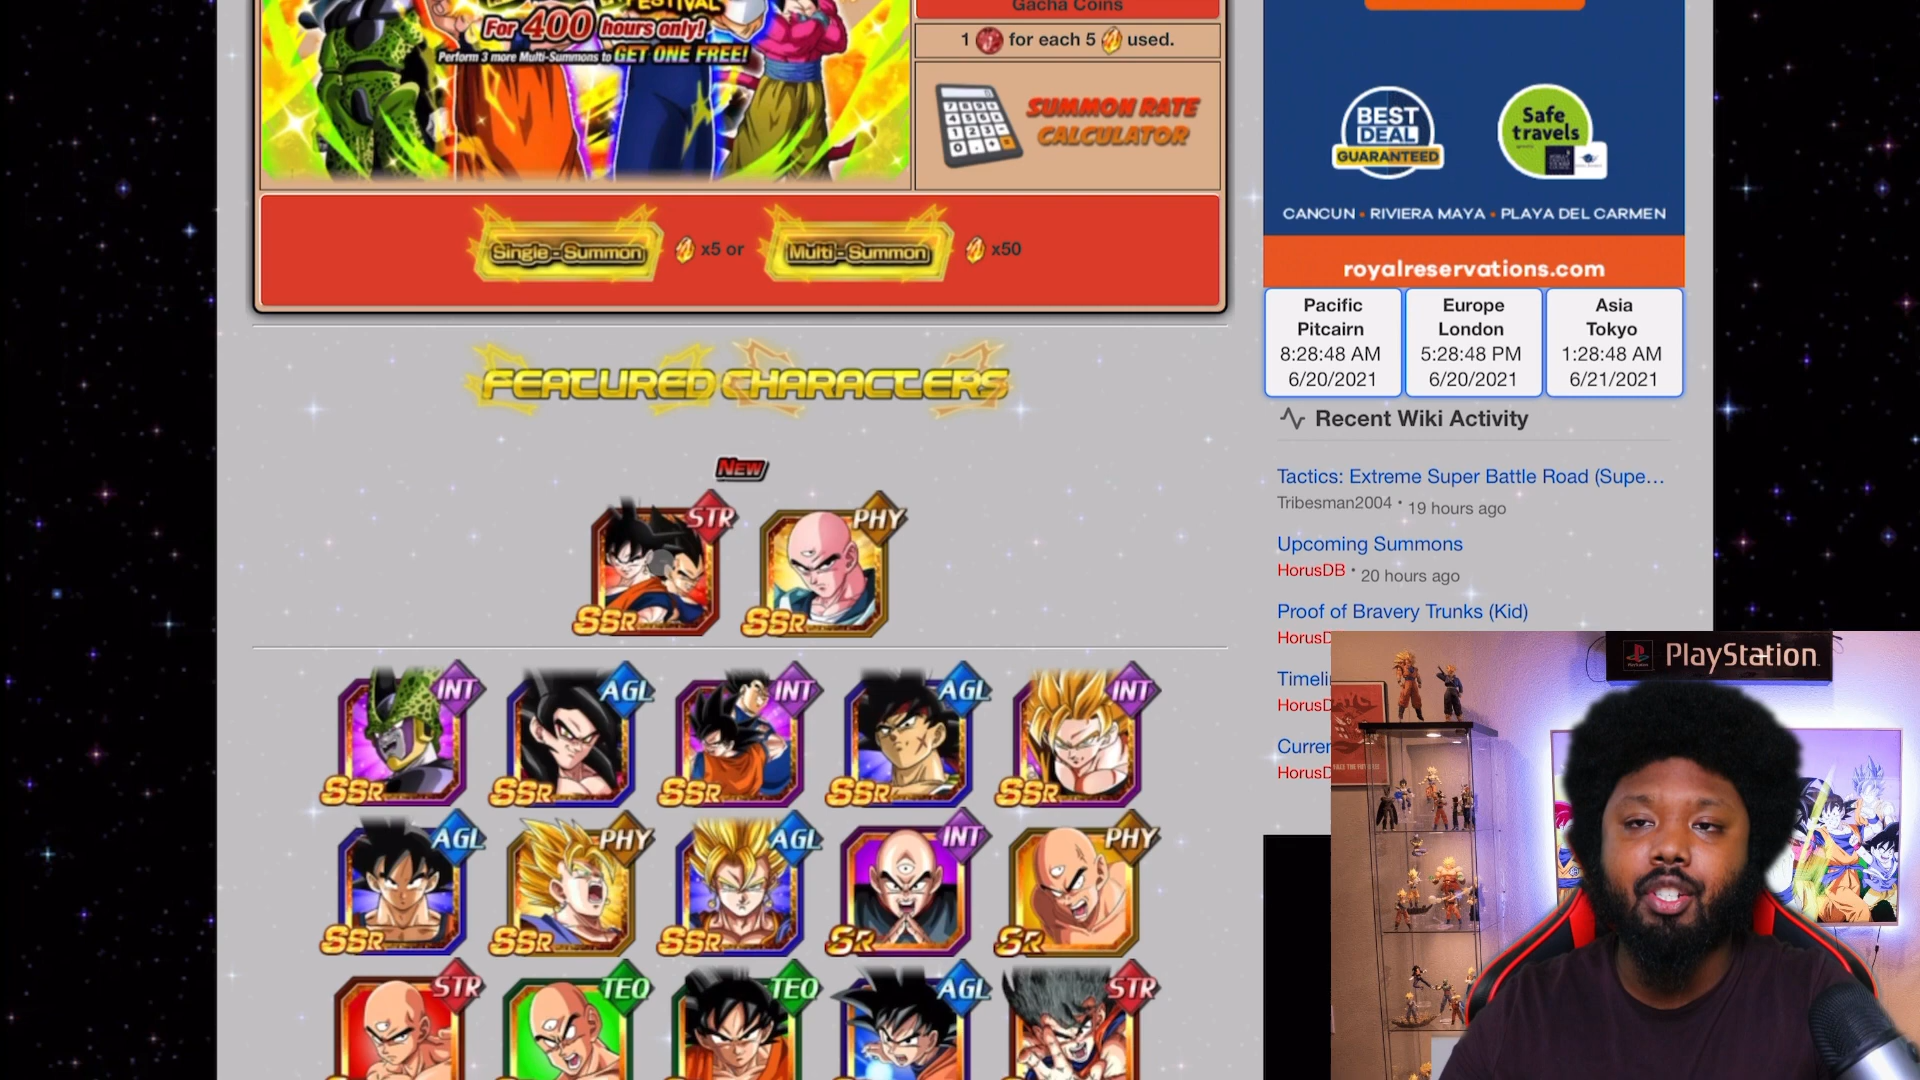 FESTIVAL
For 400 hours only!
Perform 3 more Multi-Summons to GET ONE FREE!
Gacha Coins
1 for each 5 used.
SUMMON RATE
CALCULATOR
Single-Summon x5 or Multi-Summon x50
BEST
DEAL
GUARANTEED
Safe
travels
CANCUN • RIVIERA MAYA • PLAYA DEL CARMEN
royalreservations.com
Pacific
Pitcairn
8:28:48 AM
6/20/2021
Europe
London
5:28:48 PM
6/20/2021
Asia
Tokyo
1:28:48 AM
6/21/2021
FEATURED CHARACTERS
New
STR
SSR
PHY
SSR
Recent Wiki Activity
Tactics: Extreme Super Battle Road (Supe…
Tribesman2004 • 19 hours ago
Upcoming Summons
HorusDB • 20 hours ago
Proof of Bravery Trunks (Kid)
HorusD
Timeli
HorusD
Currer
HorusD
PlayStation
INT AGL INT AGL INT
SSR SSR SSR SSR SSR
AGL PHY AGL INT PHY
SSR SSR SSR SR SR
STR TEQ TEQ AGL STR